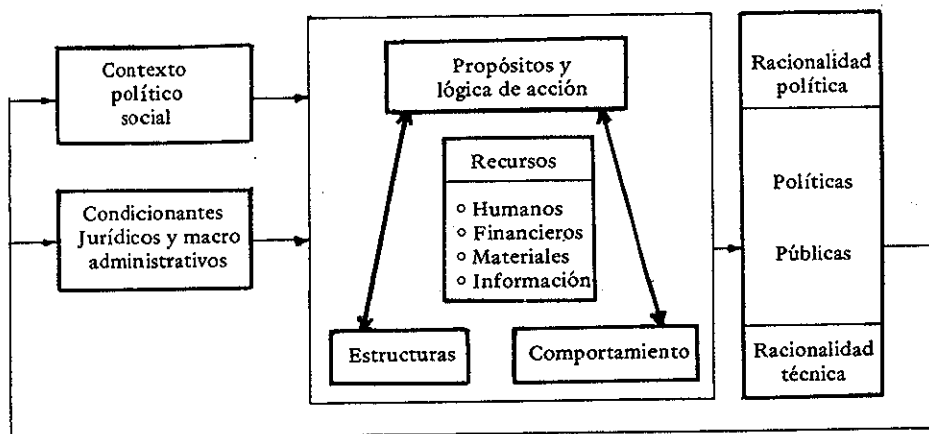 Contexto
político
social
Condicionantes
Jurídicos y macro
administrativos
Propósitos y
lógica de acción
Recursos
○ Humanos
○ Financieros
○ Materiales
○ Información
Estructuras
Comportamiento
Racionalidad
política
Políticas
Públicas
Racionalidad
técnica